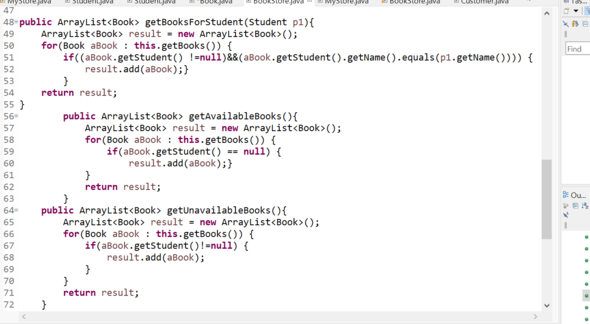 MyStore.java Student.java Student.java *Book.java BookStore.java MyStore.java BookStore.java Customer.java Tas...
47
48 public ArrayList<Book> getBooksForStudent(Student p1){
49 ArrayList<Book> result = new ArrayList<Book>();
50 for(Book aBook : this.getBooks()) {
51 if((aBook.getStudent() !=null)&&(aBook.getStudent().getName().equals(p1.getName()))) {
52 result.add(aBook);}
53 }
54 return result;
55 }
56 public ArrayList<Book> getAvailableBooks(){
57 ArrayList<Book> result = new ArrayList<Book>();
58 for(Book aBook : this.getBooks()) {
59 if(aBook.getStudent() == null) {
60 result.add(aBook);}
61 }
62 return result;
63 }
64 public ArrayList<Book> getUnavailableBooks(){
65 ArrayList<Book> result = new ArrayList<Book>();
66 for(Book aBook : this.getBooks()) {
67 if(aBook.getStudent()!=null) {
68 result.add(aBook);
69 }
70 }
71 return result;
72 }
Find
Ou...